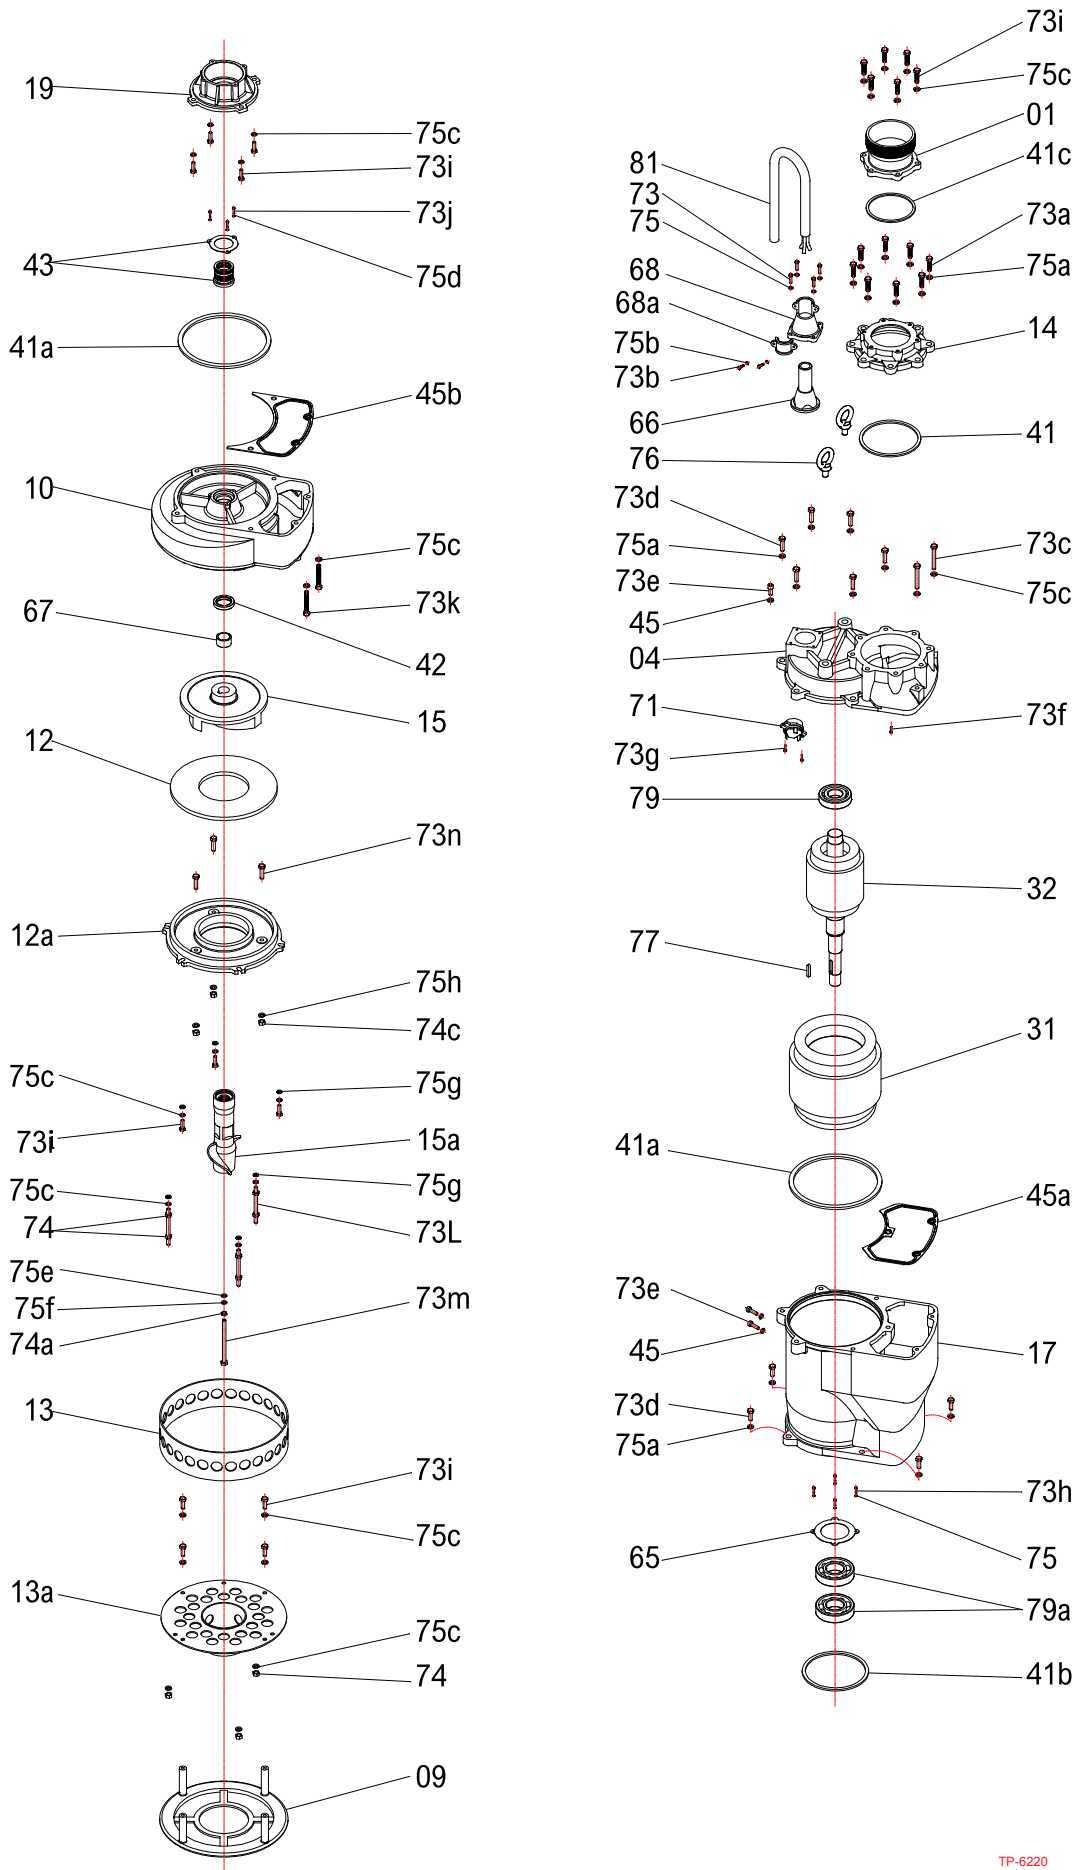 19
75c
73i
73j
43
75d
41a
45b
10
75c
73k
67
42
15
12
73n
12a
75h
74c
75c
75g
73i
15a
75c
75g
74
73L
75e
75f
73m
74a
13
73i
75c
13a
75c
74
09
73i
75c
01
81
41c
73
73a
75
68
75a
68a
14
75b
73b
66
41
76
73d
75a
73c
73e
75c
45
04
71
73f
73g
79
32
77
31
41a
45a
73e
45
17
73d
75a
73h
65
75
79a
41b
TP-6220